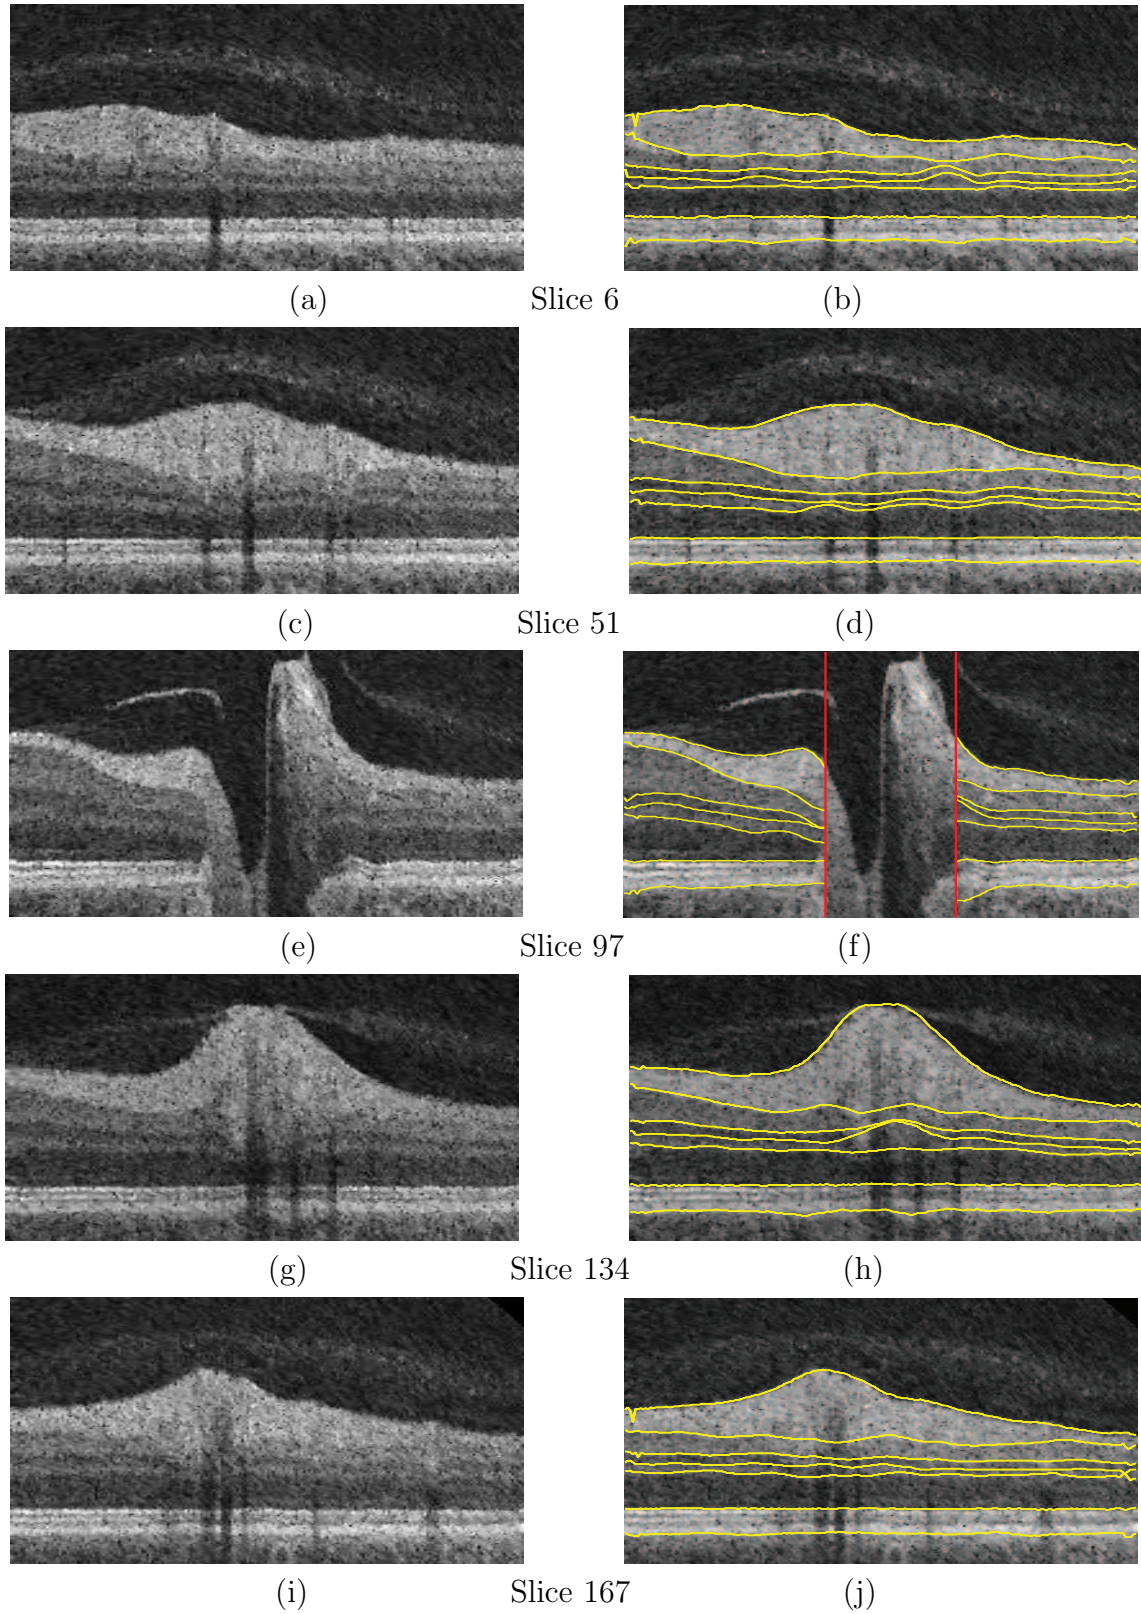 (a) Slice 6 (b)
(c) Slice 51 (d)
(e) Slice 97 (f)
(g) Slice 134 (h)
(i) Slice 167 (j)